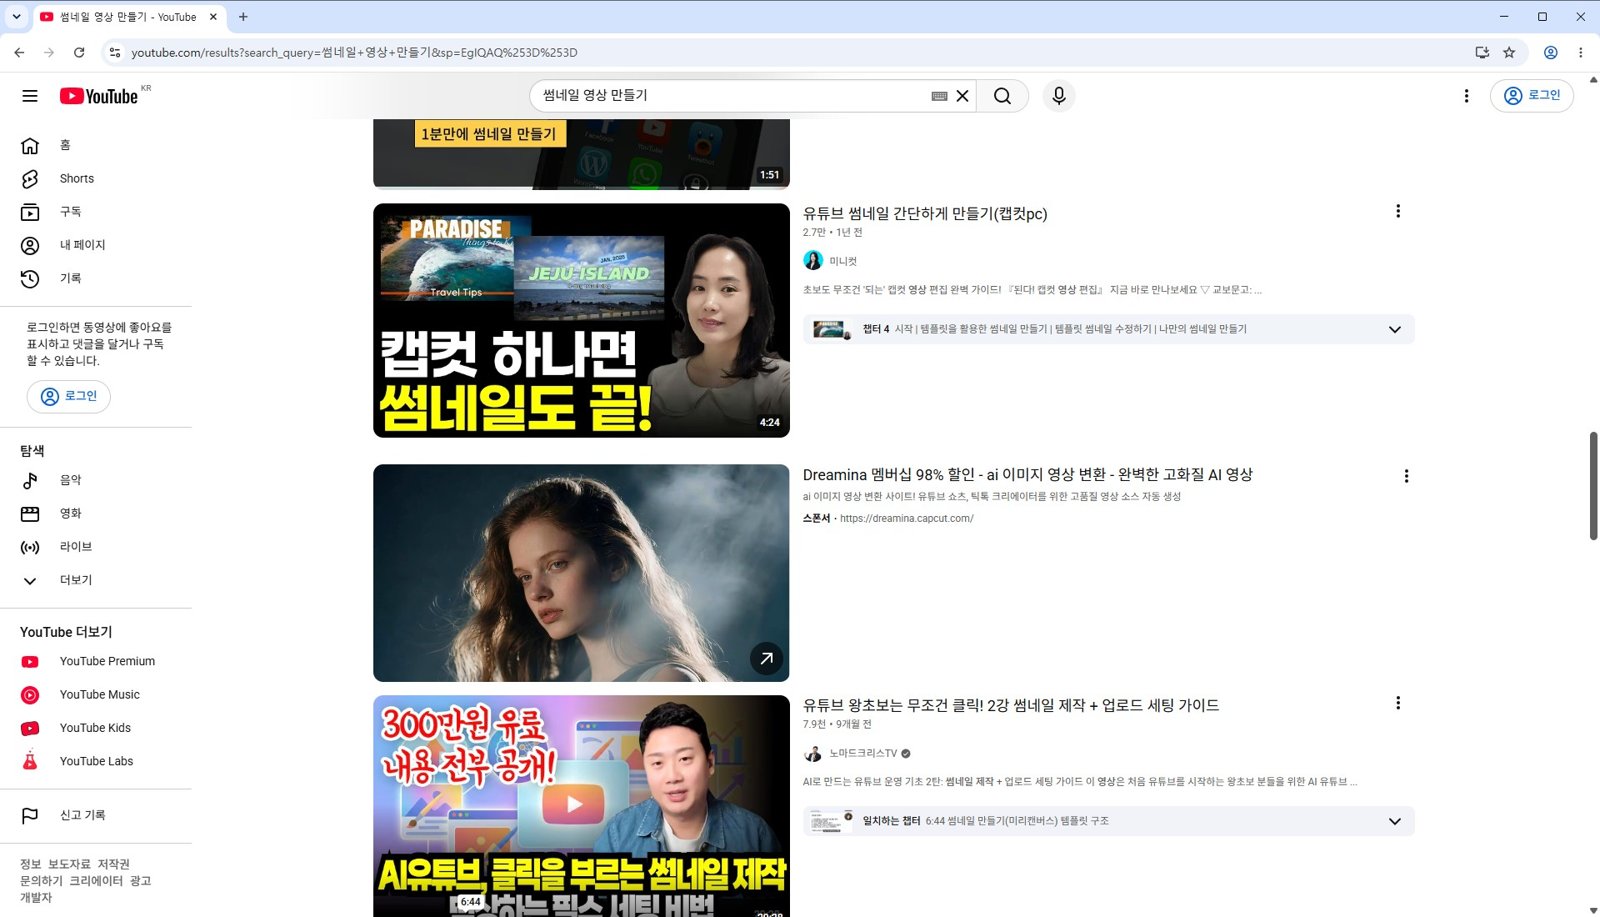 썸네일 영상 만들기 - YouTube
youtube.com/results?search_query=썸네일+영상+만들기&sp=EgIQAQ%253D%253D
YouTube KR
썸네일 영상 만들기
로그인
홈
Shorts
구독
내 페이지
기록
로그인하면 동영상에 좋아요를
표시하고 댓글을 달거나 구독
할 수 있습니다.
로그인
탐색
음악
영화
라이브
더보기
YouTube 더보기
YouTube Premium
YouTube Music
YouTube Kids
YouTube Labs
신고 기록
정보 보도자료 저작권
문의하기 크리에이터 광고
개발자
1분만에 썸네일 만들기
Facebook
YouTube
1:51
PARADISE
Travel Tips
JAN, 2025
JEJU ISLAND
캡컷 하나면
썸네일도 끝!
4:24
유튜브 썸네일 간단하게 만들기(캡컷pc)
2.7만 • 1년 전
미니컷
초보도 무조건 '되는' 캡컷 영상 편집 완벽 가이드! 『된다! 캡컷 영상 편집』 지금 바로 만나보세요 ▽ 교보문고: ...
챕터 4 시작 | 템플릿을 활용한 썸네일 만들기 | 템플릿 썸네일 수정하기 | 나만의 썸네일 만들기
Dreamina 멤버십 98% 할인 - ai 이미지 영상 변환 - 완벽한 고화질 AI 영상
ai 이미지 영상 변환 사이트! 유튜브 쇼츠, 틱톡 크리에이터를 위한 고품질 영상 소스 자동 생성
스폰서 · https://dreamina.capcut.com/
300만원 유료
내용 전부 공개!
AI유튜브, 클릭을 부르는 썸네일 제작
6:44
유튜브 왕초보는 무조건 클릭! 2강 썸네일 제작 + 업로드 세팅 가이드
7.9천 • 9개월 전
노마드크리스TV
AI로 만드는 유튜브 운영 기초 2탄: 썸네일 제작 + 업로드 세팅 가이드 이 영상은 처음 유튜브를 시작하는 왕초보 분들을 위한 AI 유튜브 ...
일치하는 챕터 6:44 썸네일 만들기(미리캔버스) 템플릿 구조